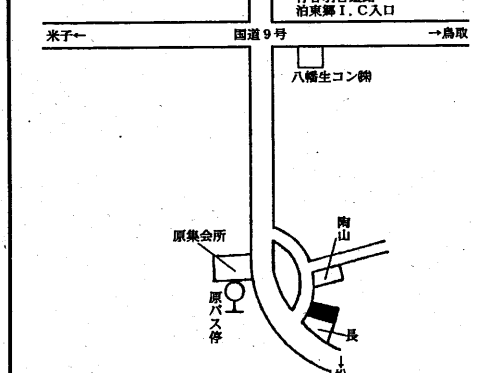 泊東郷I.C入口
米子←
国道9号
→鳥取
八幡生コン㈱
陶山
原集会所
原バス停
長
↓